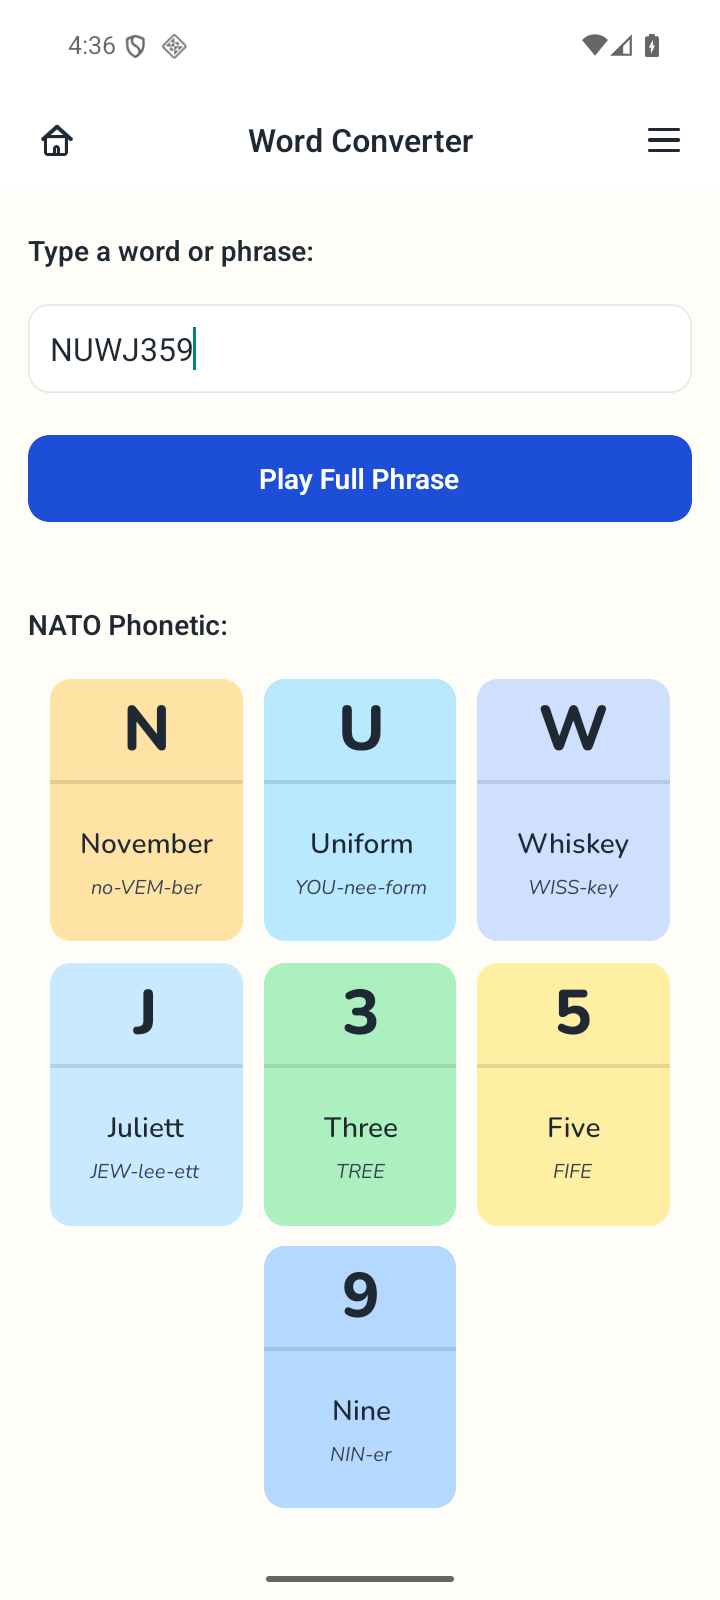 4:36
Word Converter
Type a word or phrase:
NUWJ359
Play Full Phrase
NATO Phonetic:
N
November
no-VEM-ber
U
Uniform
YOU-nee-form
W
Whiskey
WISS-key
J
Juliett
JEW-lee-ett
3
Three
TREE
5
Five
FIFE
9
Nine
NIN-er